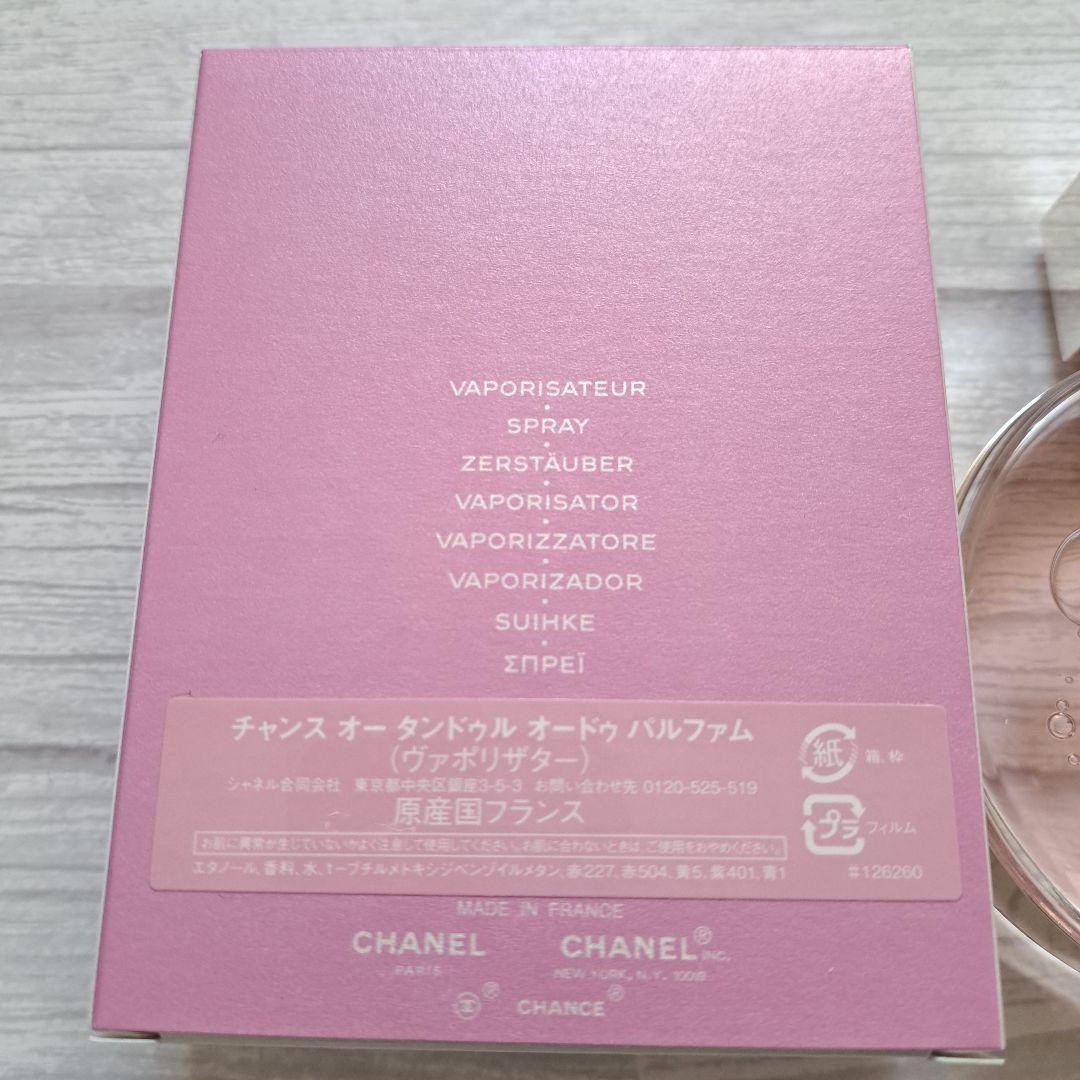 VAPORISATEUR
•
SPRAY
•
ZERSTÄUBER
•
VAPORISATOR
•
VAPORIZZATORE
•
VAPORIZADOR
•
SUIHKE
•
ΣΠΡΕΪ
チャンス オー タンドゥル オードゥ パルファム
(ヴァポリザター)
シャネル合同会社 東京都中央区銀座3-5-3 お問い合わせ先 0120-525-519
原産国フランス
お肌に異常が生じていないかよく注意して使用してください。お肌に合わないときは、ご使用をおやめください。
エタノール、香料、水、t-ブチルメトキシジベンゾイルメタン、赤227、赤504、黄5、紫401、青1
紙 箱、枠
プラ フィルム
#126260
MADE IN FRANCE
CHANEL CHANEL® INC.
PARIS NEW YORK, N.Y. 10019
® CHANCE®